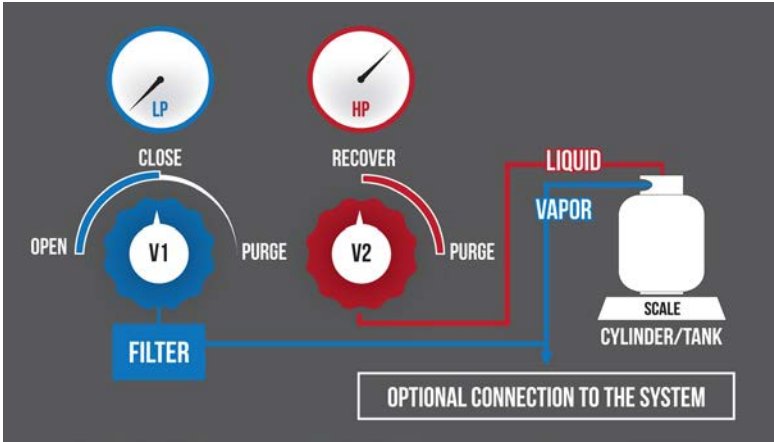 LP
HP
CLOSE
RECOVER
LIQUID
VAPOR
OPEN
V1
PURGE
V2
PURGE
SCALE
FILTER
CYLINDER/TANK
OPTIONAL CONNECTION TO THE SYSTEM